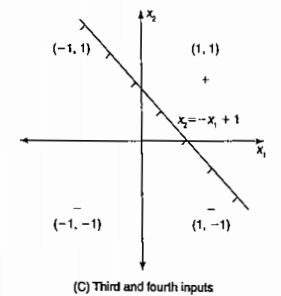 x₂
(-1, 1) (1, 1)
+
x₂=-x₁ + 1
x₁
- -
(-1, -1) (1, -1)
(C) Third and fourth inputs